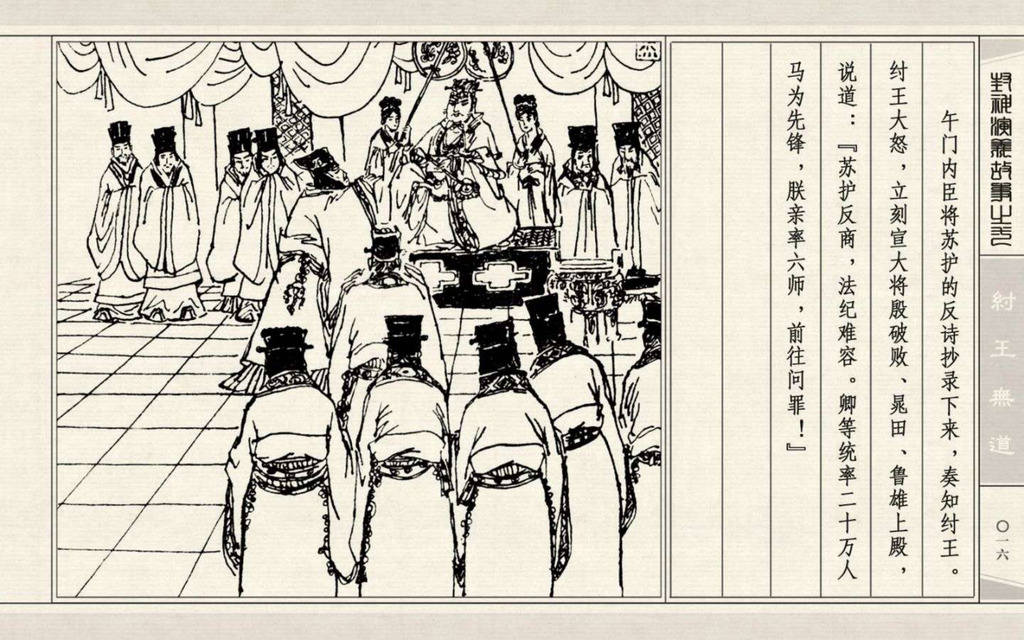 封神演义故事之一
紂王無道
〇一六
午门内臣将苏护的反诗抄录下来，奏知纣王。
纣王大怒，立刻宣大将殷破败、晁田、鲁雄上殿，
说道：『苏护反商，法纪难容。卿等统率二十万人
马为先锋，朕亲率六师，前往问罪！』